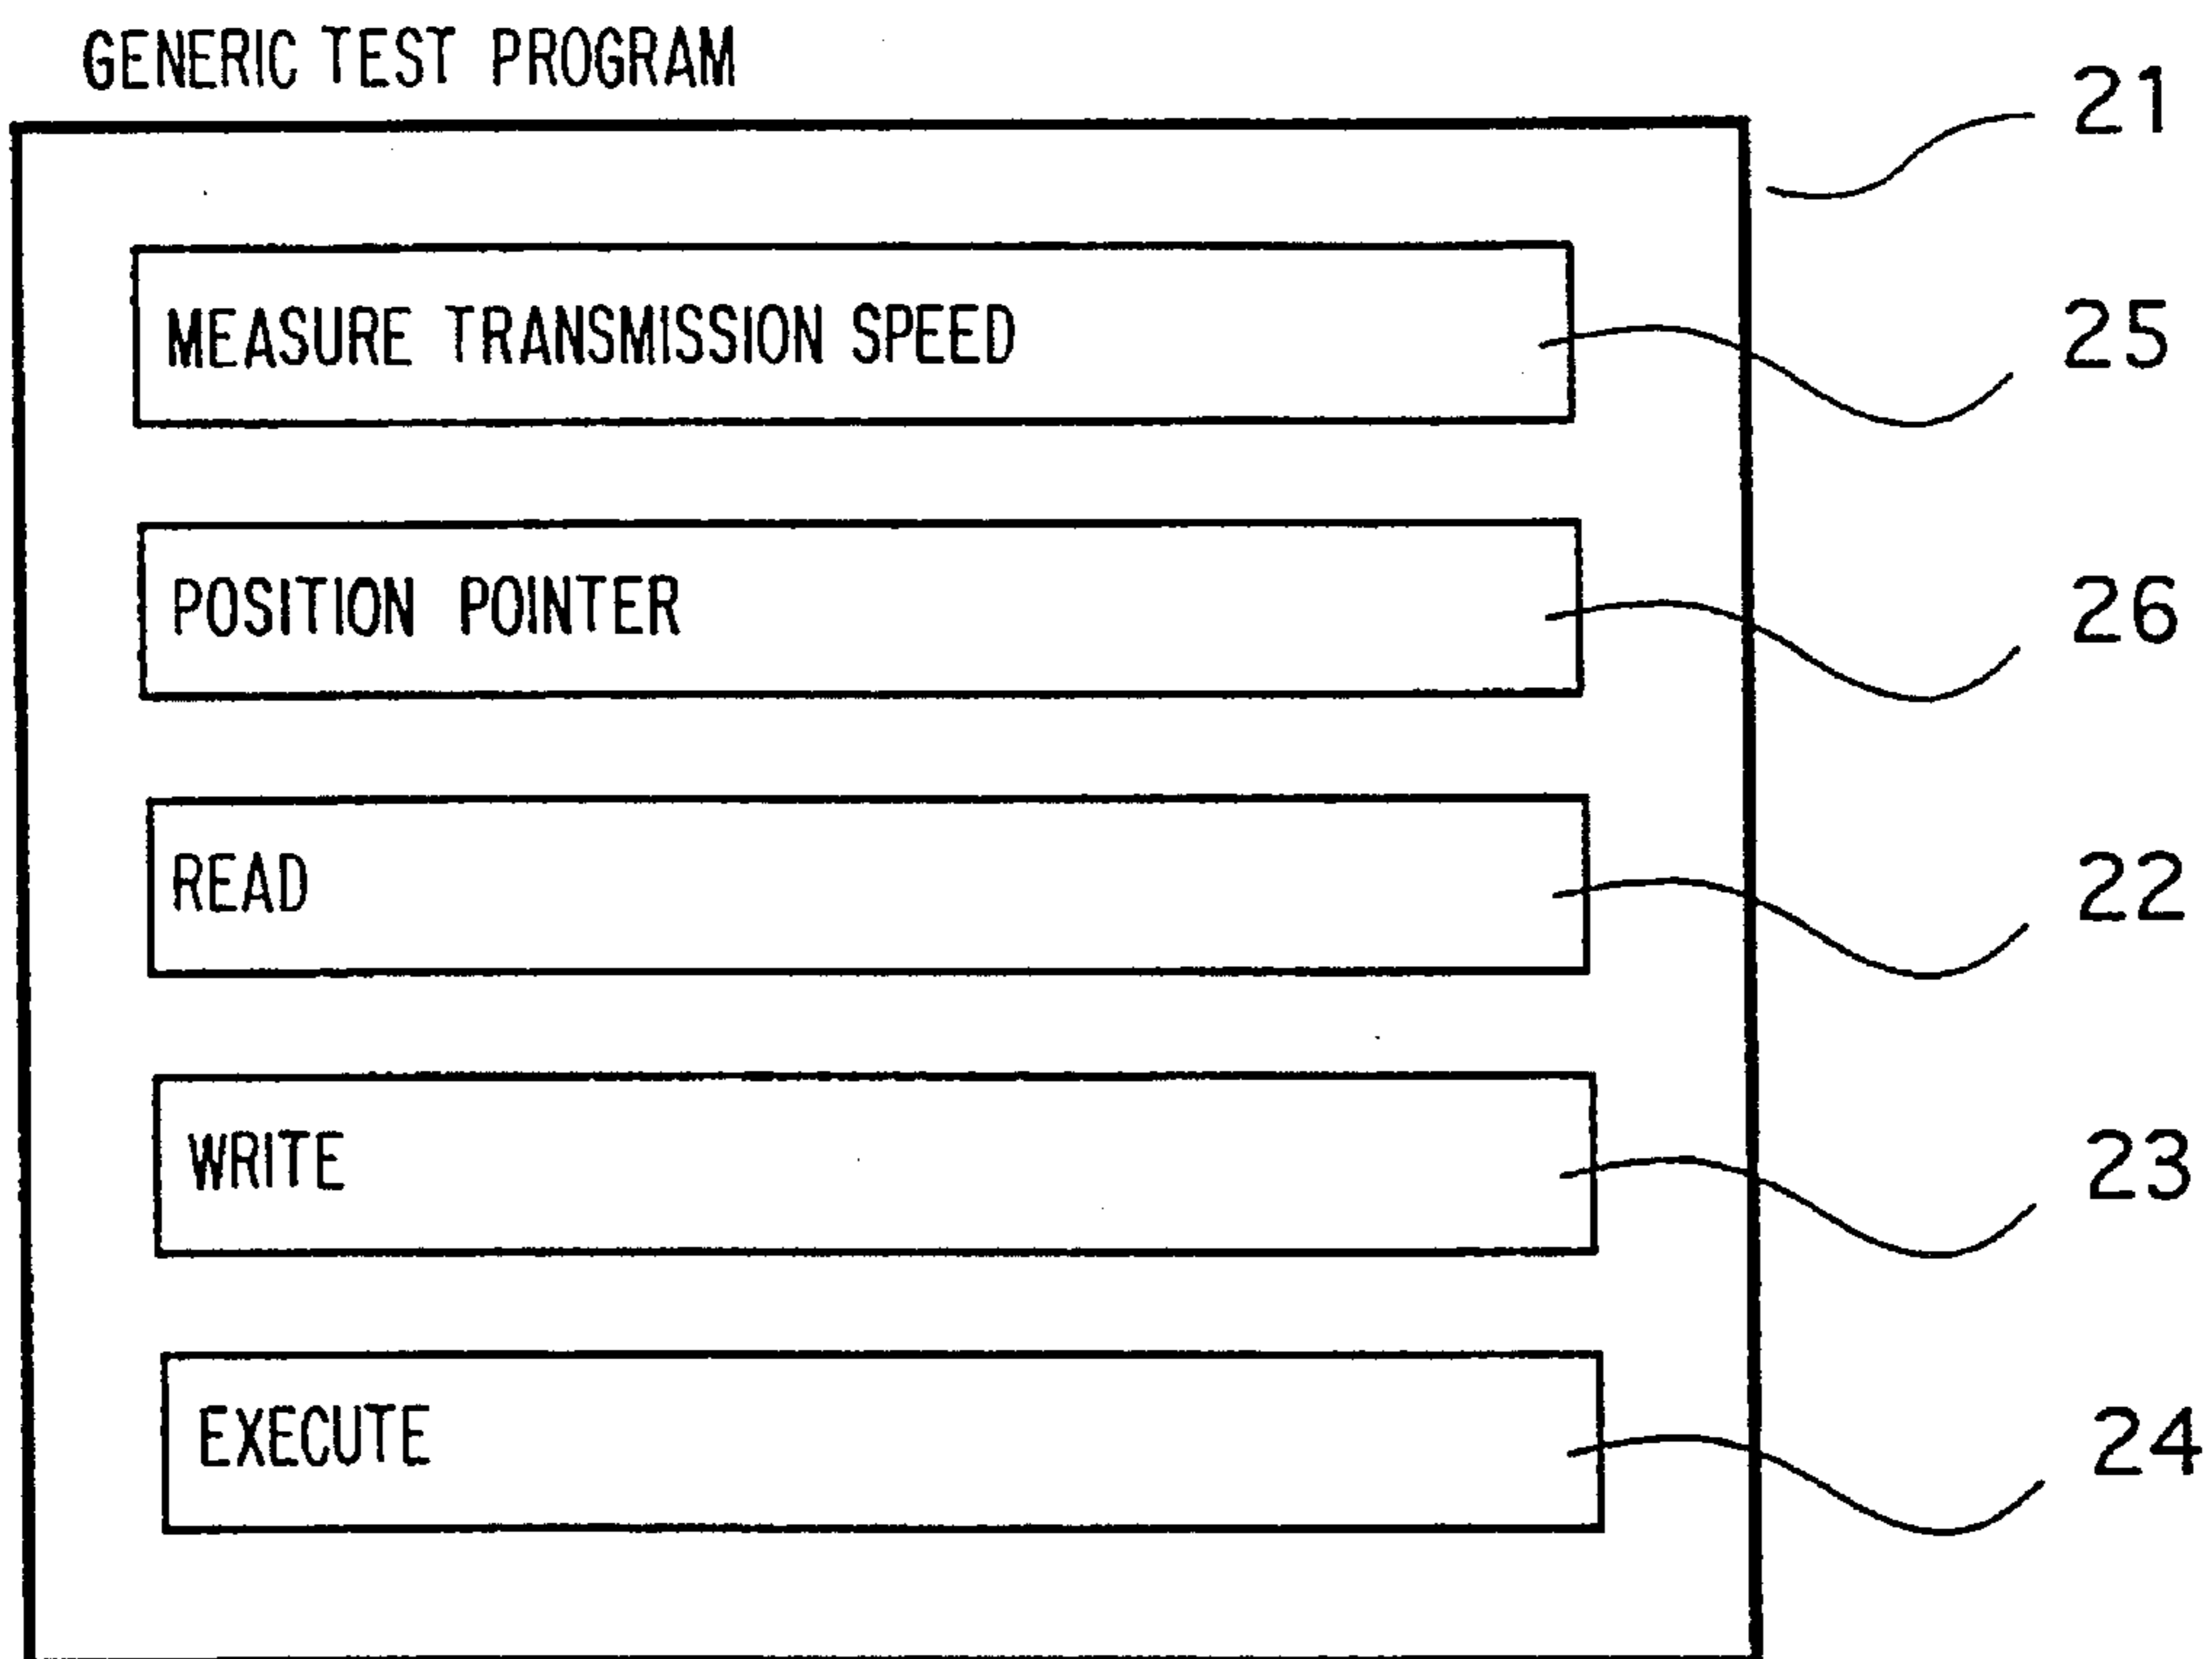 GENERIC TEST PROGRAM
21
MEASURE TRANSMISSION SPEED
25
POSITION POINTER
26
READ
22
WRITE
23
EXECUTE
24